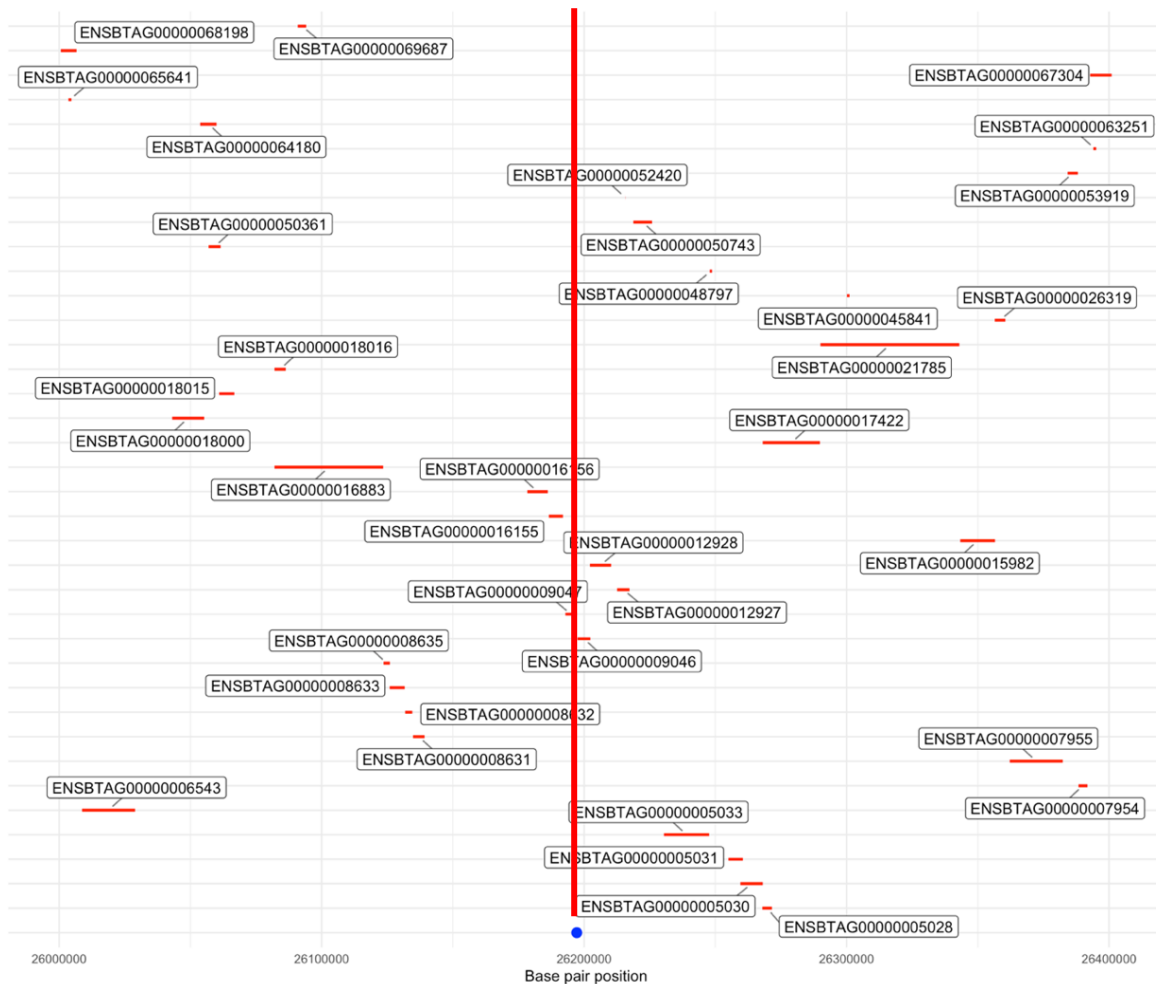 ENSBTAG00000068198
ENSBTAG00000069687
ENSBTAG00000065641
ENSBTAG00000067304
ENSBTAG00000063251
ENSBTAG00000064180
ENSBTAG00000052420
ENSBTAG00000053919
ENSBTAG00000050361
ENSBTAG00000050743
ENSBTAG00000048797
ENSBTAG00000026319
ENSBTAG00000045841
ENSBTAG00000018016
ENSBTAG00000021785
ENSBTAG00000018015
ENSBTAG00000017422
ENSBTAG00000018000
ENSBTAG00000016156
ENSBTAG00000016883
ENSBTAG00000016155
ENSBTAG00000012928
ENSBTAG00000015982
ENSBTAG00000009047
ENSBTAG00000012927
ENSBTAG00000008635
ENSBTAG00000009046
ENSBTAG00000008633
ENSBTAG00000008632
ENSBTAG00000007955
ENSBTAG00000008631
ENSBTAG00000006543
ENSBTAG00000007954
ENSBTAG00000005033
ENSBTAG00000005031
ENSBTAG00000005030
ENSBTAG00000005028
26000000 26100000 26200000 26300000 26400000
Base pair position